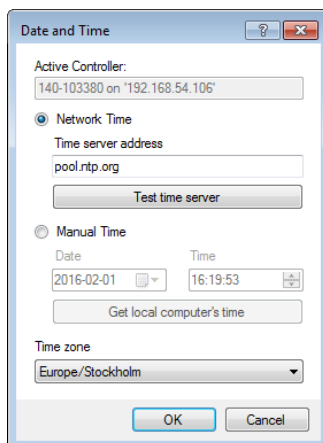 Date and Time
Active Controller:
140-103380 on '192.168.54.106'
Network Time
Time server address
pool.ntp.org
Test time server
Manual Time
Date Time
2016-02-01 16:19:53
Get local computer's time
Time zone
Europe/Stockholm
OK Cancel